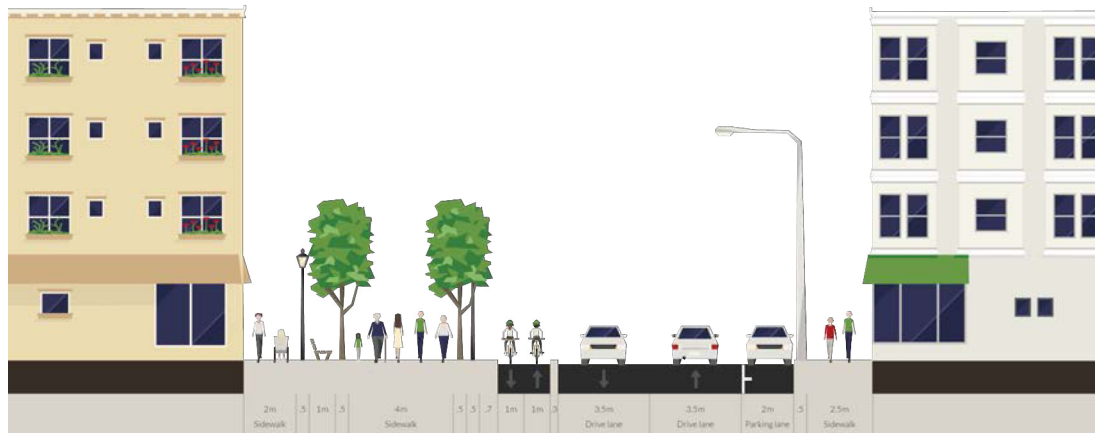 2m .5 1m .5 4m .5 .5 .7 1m 1m .5 3.5m 3.5m 2m .5 2.5m
Sidewalk Sidewalk Drive lane Drive lane Parking lane Sidewalk